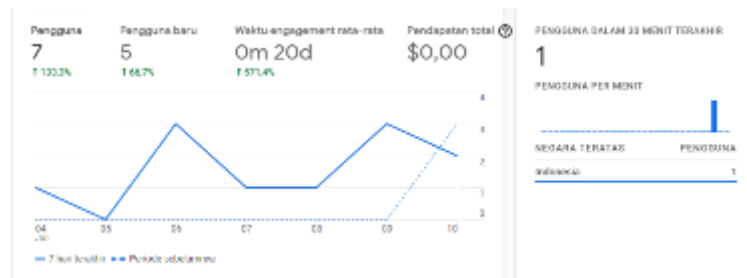 Pengguna
7
↑ 133,3%
Pengguna baru
5
↑ 66,7%
Waktu engagement rata-rata
0m 20d
↑ 571,4%
Pendapatan total
$0,00
4
3
2
1
0
04
Jul
05
06
07
08
09
10
7 hari terakhir
Periode sebelumnya
PENGGUNA DALAM 30 MENIT TERAKHIR
1
PENGGUNA PER MENIT
NEGARA TERATAS PENGGUNA
Indonesia 1